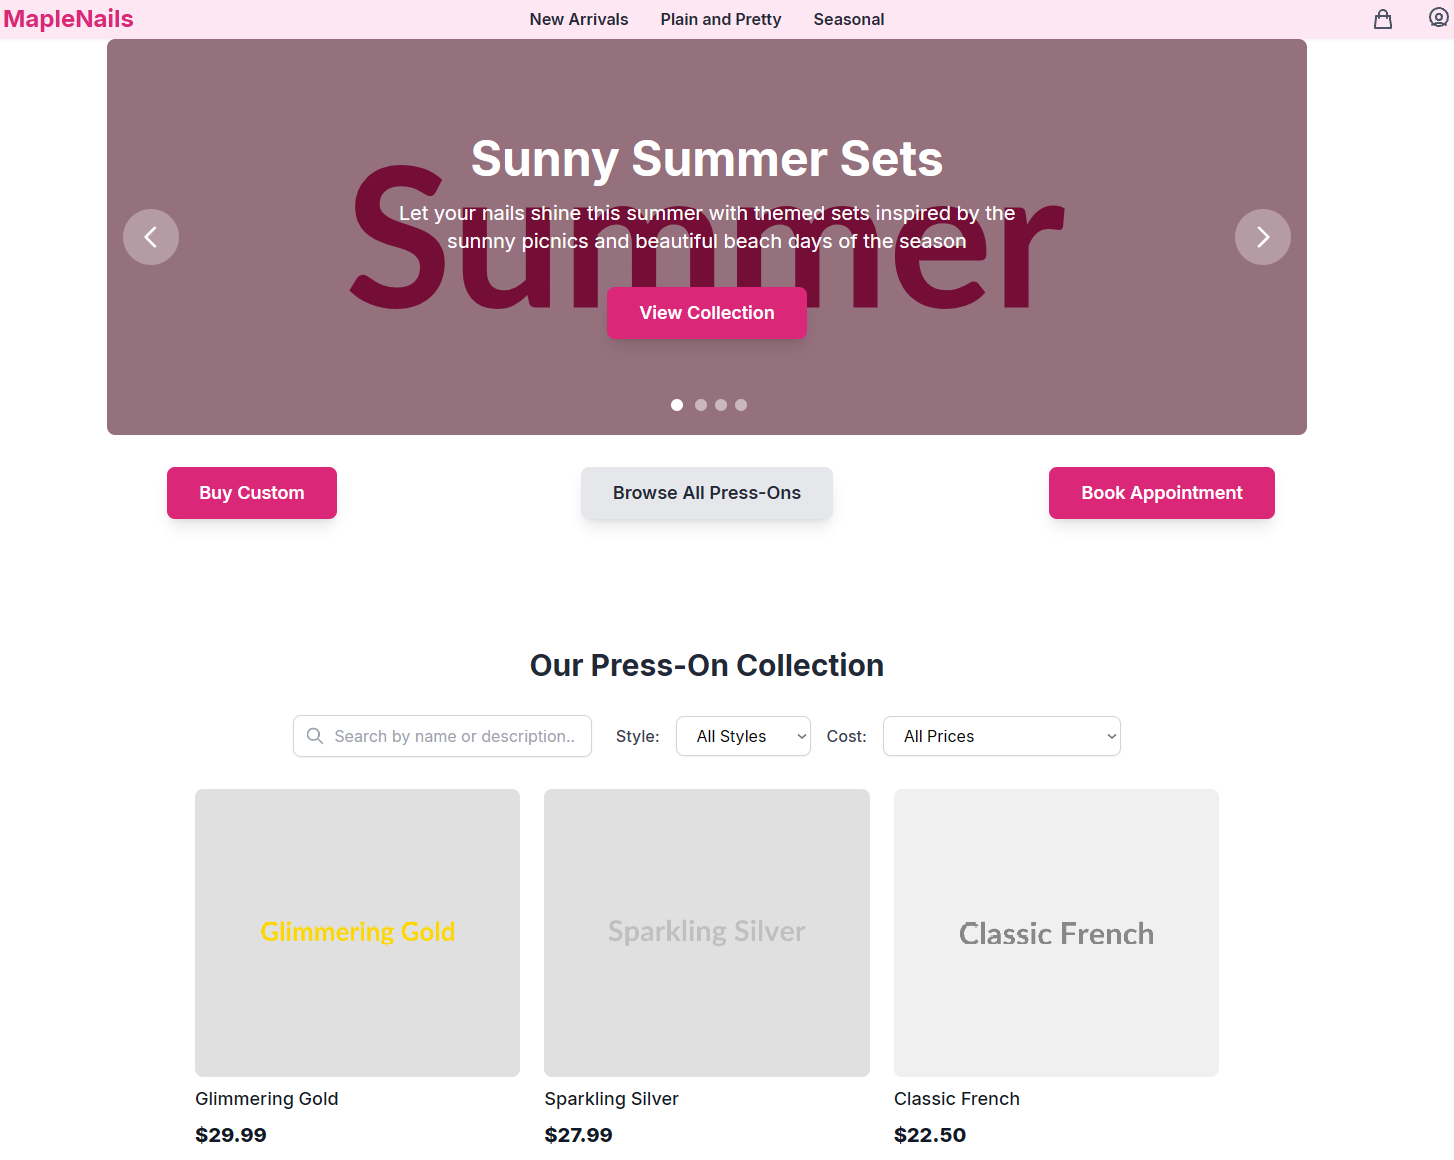 MapleNails
New Arrivals Plain and Pretty Seasonal
Summer
Sunny Summer Sets
Let your nails shine this summer with themed sets inspired by the
sunnny picnics and beautiful beach days of the season
View Collection
Buy Custom Browse All Press-Ons Book Appointment
Our Press-On Collection
Search by name or description.. Style: All Styles Cost: All Prices
Glimmering Gold Sparkling Silver Classic French
Glimmering Gold Sparkling Silver Classic French
$29.99 $27.99 $22.50